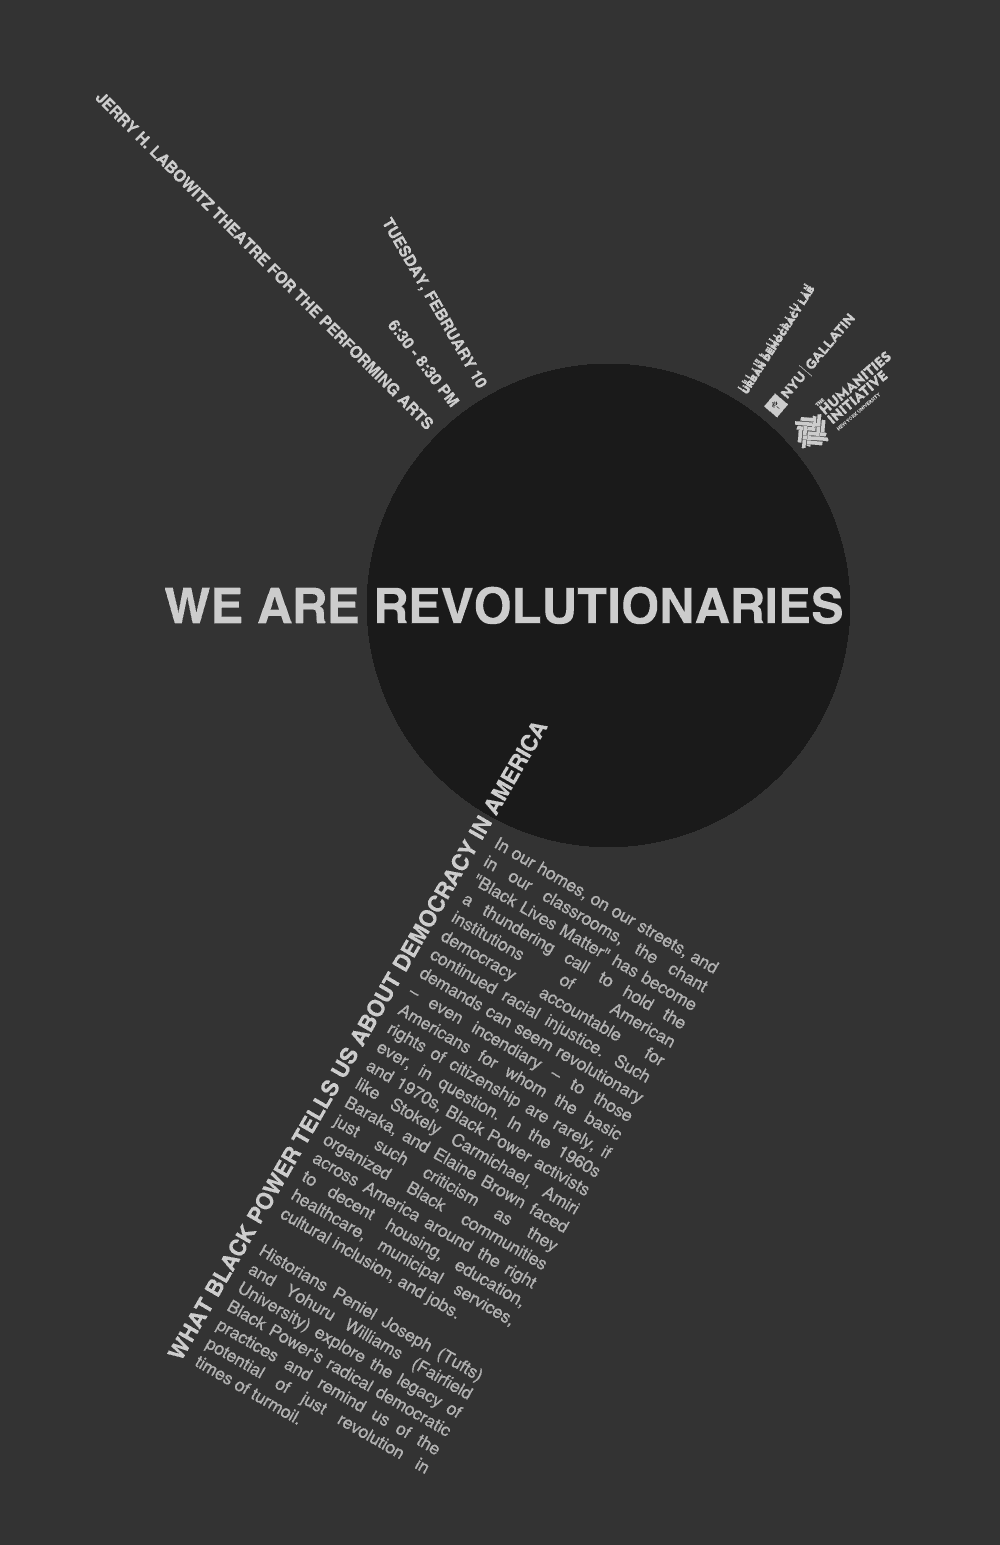 JERRY H. LABOWITZ THEATRE FOR THE PERFORMING ARTS
TUESDAY, FEBRUARY 10
6:30 - 8:30 PM
URBAN DEMOCRACY LAB
NYU | GALLATIN
THE
HUMANITIES
INITIATIVE
NEW YORK UNIVERSITY
WE ARE REVOLUTIONARIES
WHAT BLACK POWER TELLS US ABOUT DEMOCRACY IN AMERICA
In our homes, on our streets, and
in our classrooms, the chant
"Black Lives Matter" has become
a thundering call to hold the
institutions of American
democracy accountable for
continued racial injustice. Such
demands can seem revolutionary
– even incendiary – to those
Americans for whom the basic
rights of citizenship are rarely, if
ever, in question. In the 1960s
and 1970s, Black Power activists
like Stokely Carmichael, Amiri
Baraka, and Elaine Brown faced
just such criticism as they
organized Black communities
across America around the right
to decent housing, education,
healthcare, municipal services,
cultural inclusion, and jobs.
Historians Peniel Joseph (Tufts)
and Yohuru Williams (Fairfield
University) explore the legacy of
Black Power's radical democratic
practices and remind us of the
potential of just revolution in
times of turmoil.